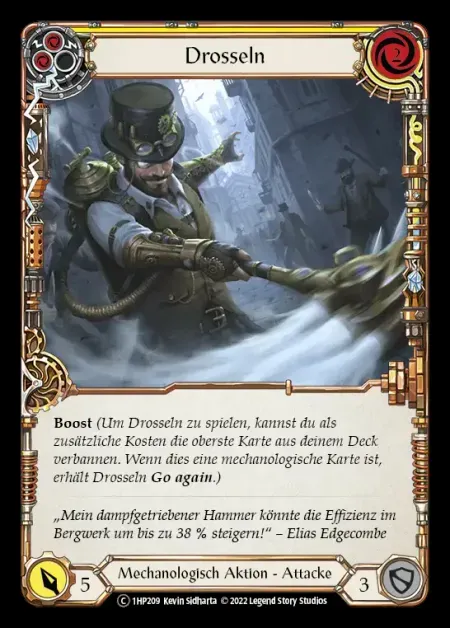 Drosseln
2
Boost (Um Drosseln zu spielen, kannst du als
zusätzliche Kosten die oberste Karte aus deinem Deck
verbannen. Wenn dies eine mechanologische Karte ist,
erhält Drosseln Go again.)
„Mein dampfgetriebener Hammer könnte die Effizienz im
Bergwerk um bis zu 38 % steigern!“ – Elias Edgecombe
5 Mechanologisch Aktion - Attacke 3
C 1HP209 Kevin Sidharta © 2022 Legend Story Studios